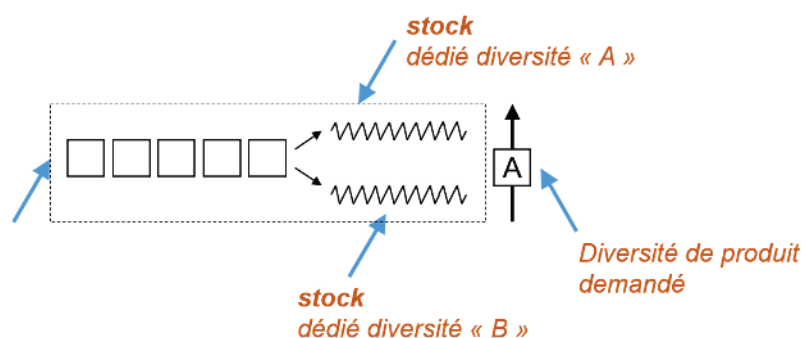 stock
dédié diversité « A »
A
Diversité de produit
demandé
stock
dédié diversité « B »